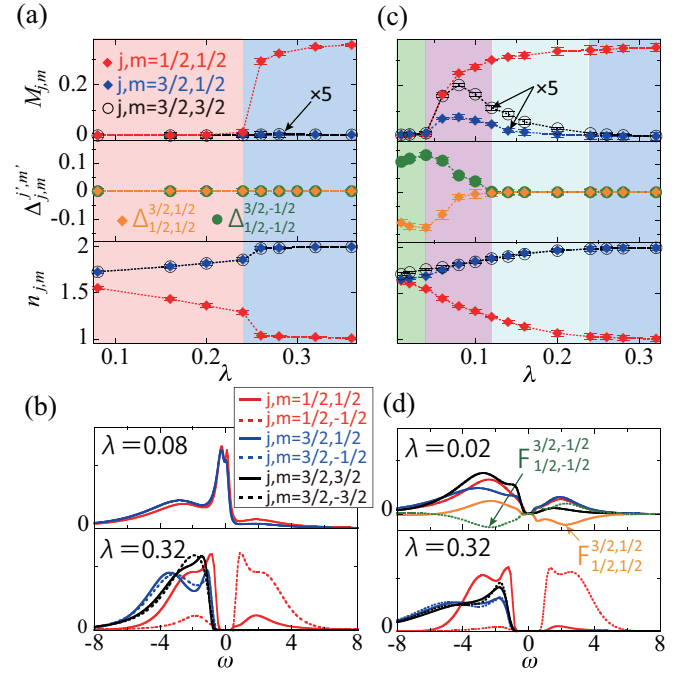 (a)
(c)
M_{j,m}
0.2
0
j,m=1/2,1/2
j,m=3/2,1/2
j,m=3/2,3/2
×5
×5
Δ^{j',m'}_{j,m}
0.1
0
-0.1
Δ^{3/2,1/2}_{1/2,1/2}
Δ^{3/2,-1/2}_{1/2,-1/2}
n_{j,m}
2
1.5
1
0.1 0.2 0.3
λ
0 0.1 0.2 0.3
λ
(b)
(d)
j,m=1/2,1/2
j,m=1/2,-1/2
j,m=3/2,1/2
j,m=3/2,-1/2
j,m=3/2,3/2
j,m=3/2,-3/2
λ=0.08
0
λ=0.32
0
-8 -4 0 4 8
ω
λ=0.02
F^{3/2,-1/2}_{1/2,-1/2}
0
λ=0.32
F^{3/2,1/2}_{1/2,1/2}
0
-8 -4 0 4 8
ω